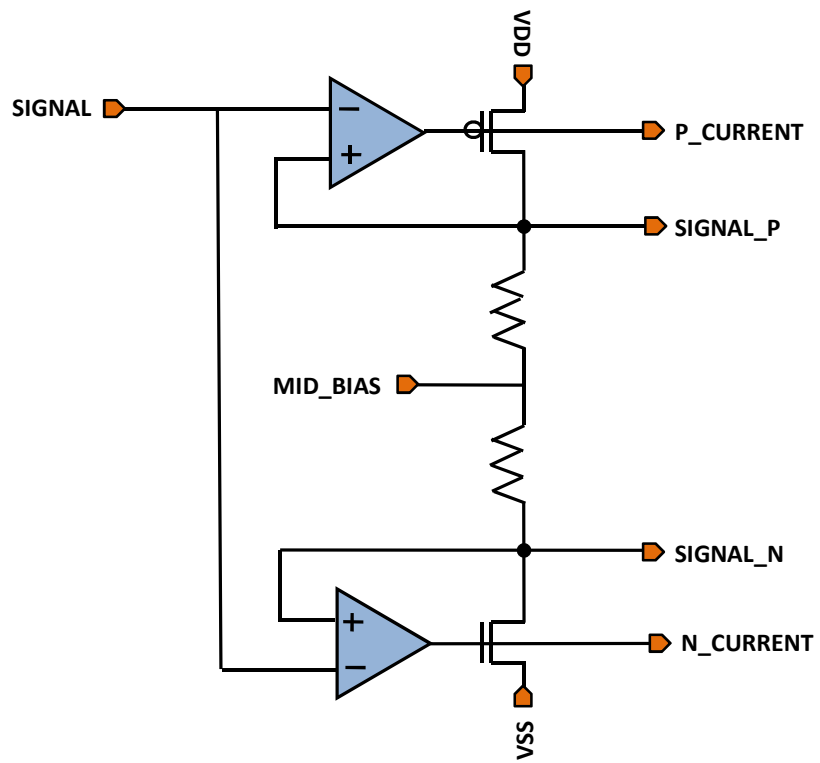 VDD
SIGNAL
−
+
P_CURRENT
SIGNAL_P
MID_BIAS
SIGNAL_N
+
−
N_CURRENT
VSS